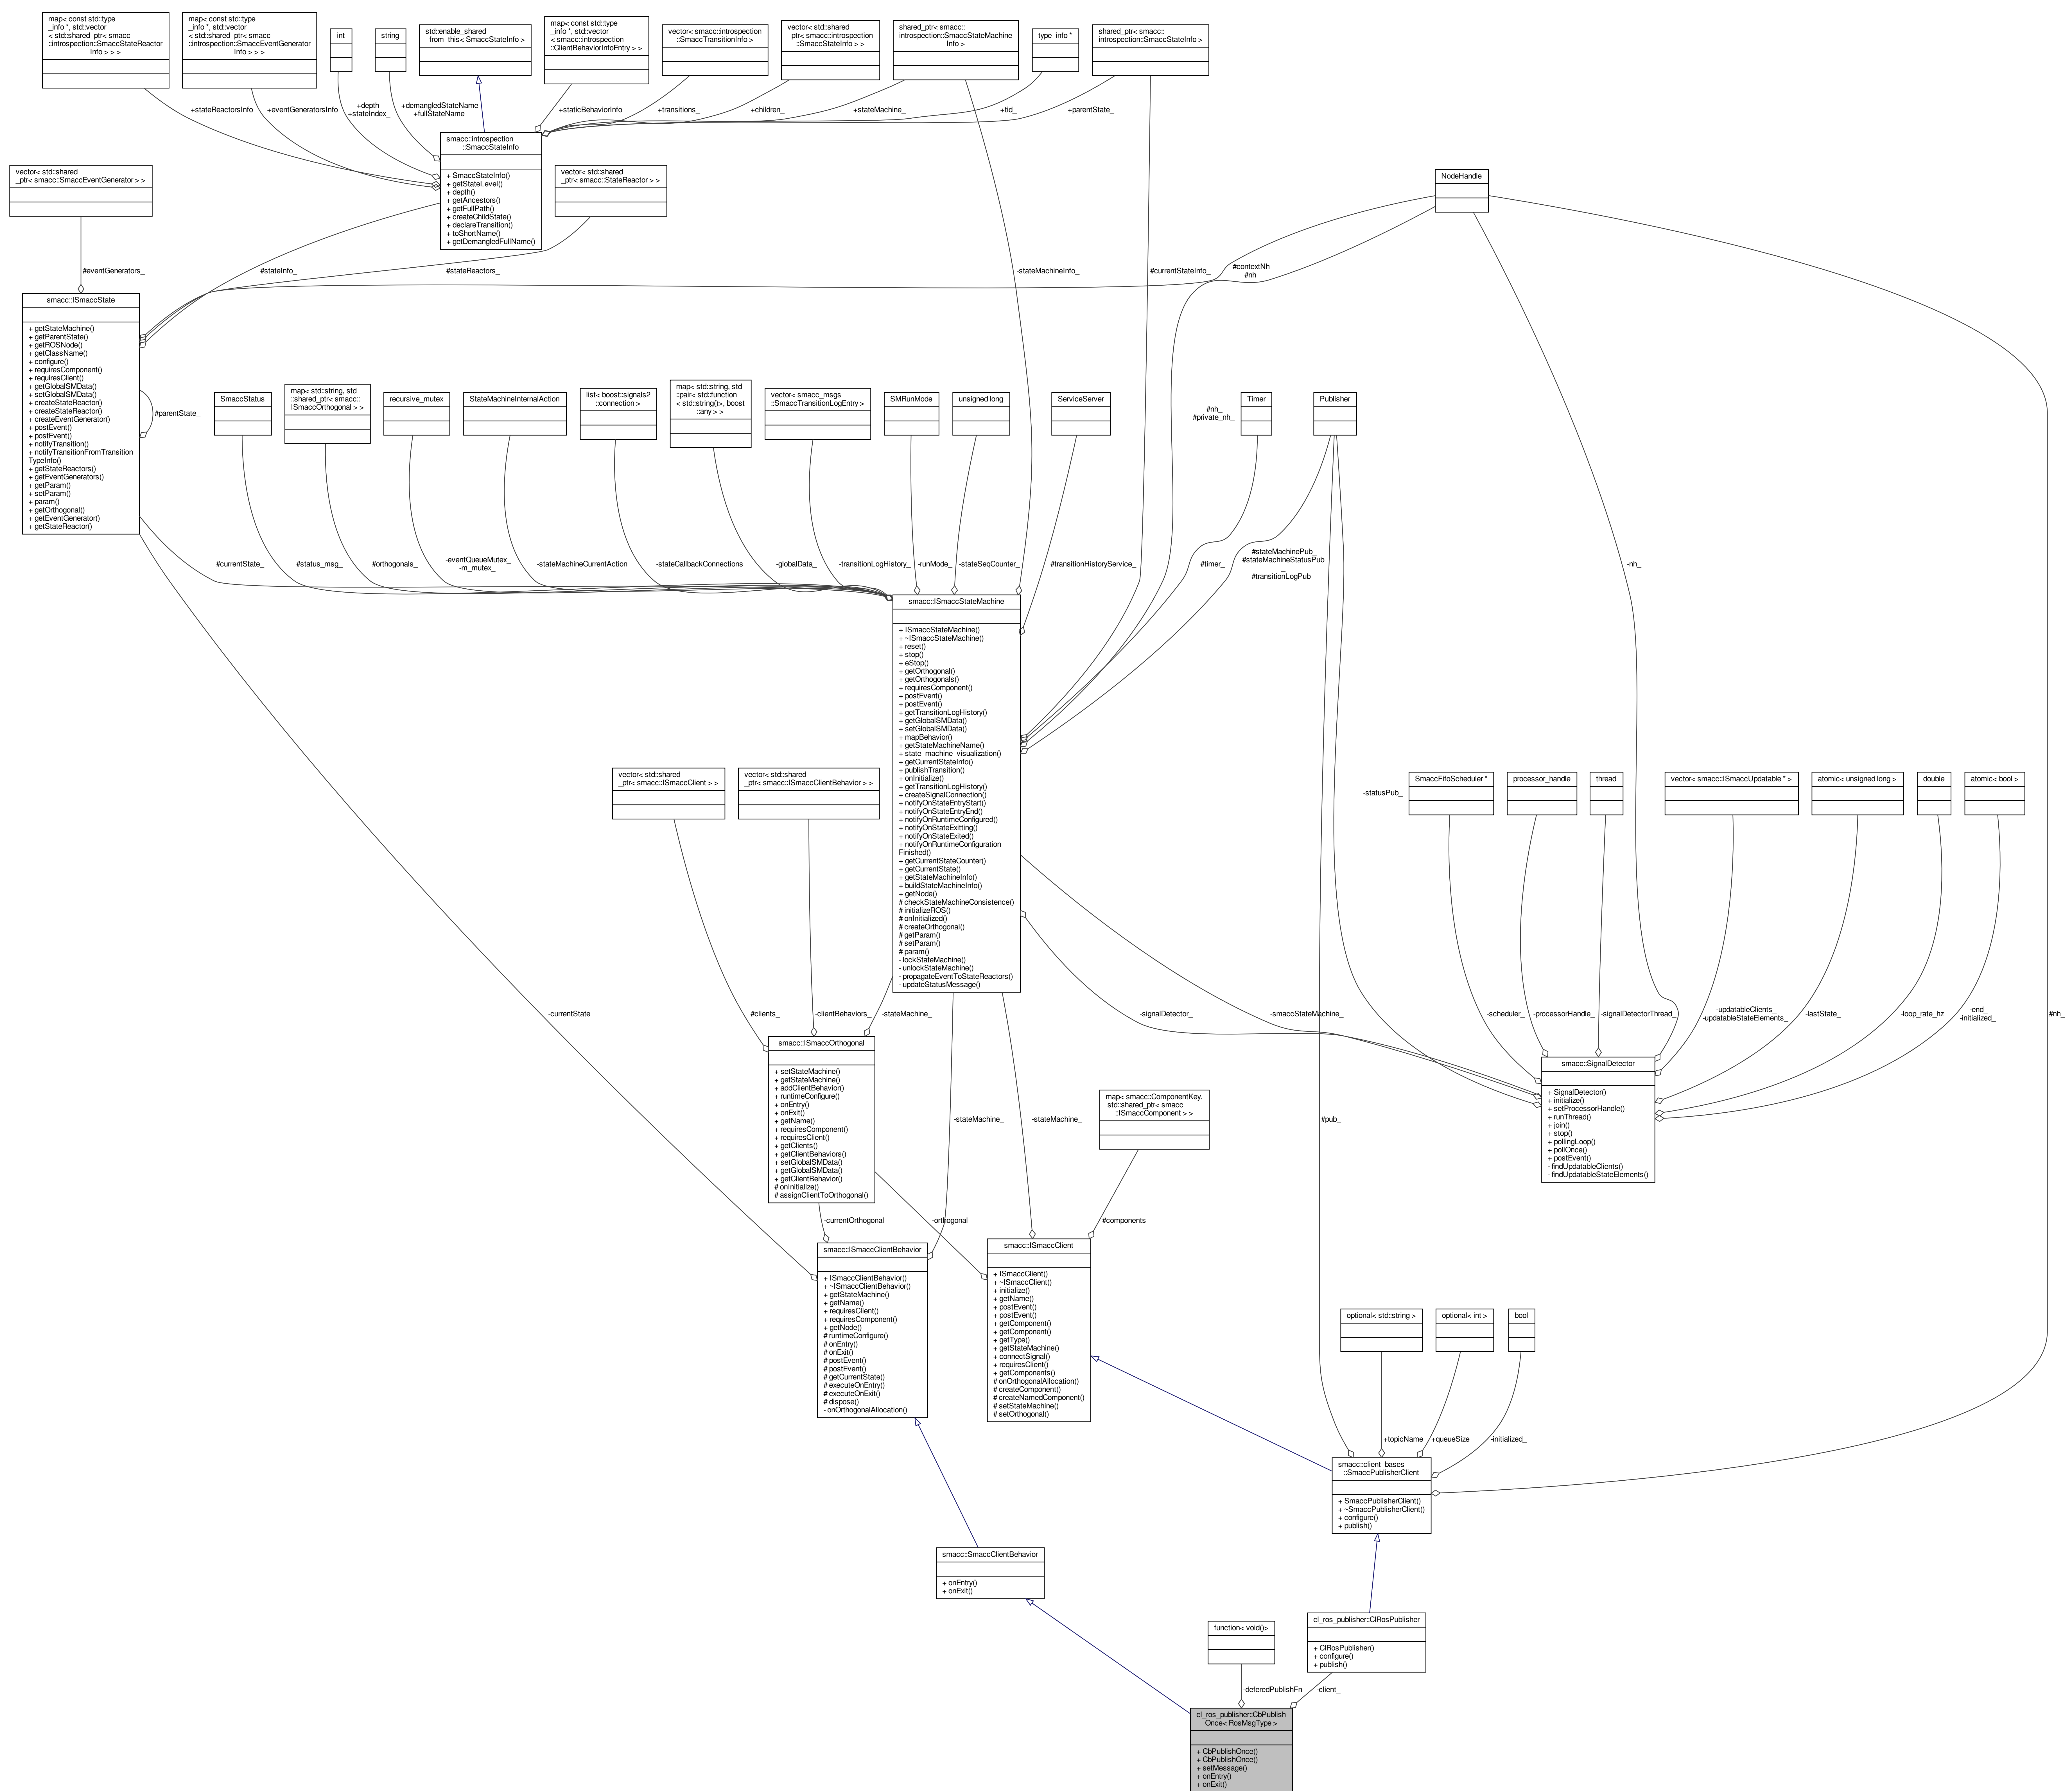 map< const std::type
_info *, std::vector
< std::shared_ptr< smacc
::introspection::SmaccStateReactor
Info > > >
map< const std::type
_info *, std::vector
< std::shared_ptr< smacc
::introspection::SmaccEventGenerator
Info > > >
int
string
std::enable_shared
_from_this< SmaccStateInfo >
map< const std::type
_info *, std::vector
< smacc::introspection
::ClientBehaviorInfoEntry > >
vector< smacc::introspection
::SmaccTransitionInfo >
vector< std::shared
_ptr< smacc::introspection
::SmaccStateInfo > >
shared_ptr< smacc::
introspection::SmaccStateMachine
Info >
type_info *
shared_ptr< smacc::
introspection::SmaccStateInfo >
+stateReactorsInfo
+eventGeneratorsInfo
+depth_
+stateIndex_
+demangledStateName
+fullStateName
+staticBehaviorInfo
+transitions_
+children_
+stateMachine_
+tid_
+parentState_
smacc::introspection
::SmaccStateInfo
+ SmaccStateInfo()
+ getStateLevel()
+ depth()
+ getAncestors()
+ getFullPath()
+ createChildState()
+ declareTransition()
+ toShortName()
+ getDemangledFullName()
vector< std::shared
_ptr< smacc::SmaccEventGenerator > >
vector< std::shared
_ptr< smacc::StateReactor > >
NodeHandle
#eventGenerators_
#stateInfo_
#stateReactors_
-stateMachineInfo_
#currentStateInfo_
#contextNh
#nh
smacc::ISmaccState
+ getStateMachine()
+ getParentState()
+ getROSNode()
+ getClassName()
+ configure()
+ requiresComponent()
+ requiresClient()
+ getGlobalSMData()
+ setGlobalSMData()
+ createStateReactor()
+ createStateReactor()
+ createEventGenerator()
+ postEvent()
+ postEvent()
+ notifyTransition()
+ notifyTransitionFromTransition
TypeInfo()
+ getStateReactors()
+ getEventGenerators()
+ getParam()
+ setParam()
+ param()
+ getOrthogonal()
+ getEventGenerator()
+ getStateReactor()
#parentState_
SmaccStatus
map< std::string, std
::shared_ptr< smacc::
ISmaccOrthogonal > >
recursive_mutex
StateMachineInternalAction
list< boost::signals2
::connection >
map< std::string, std
::pair< std::function
< std::string()>, boost
::any > >
vector< smacc_msgs
::SmaccTransitionLogEntry >
SMRunMode
unsigned long
ServiceServer
#nh_
#private_nh_
Timer
Publisher
#currentState_
#status_msg_
#orthogonals_
-eventQueueMutex_
-m_mutex_
-stateMachineCurrentAction
-stateCallbackConnections
-globalData_
-transitionLogHistory_
-runMode_
-stateSeqCounter_
#transitionHistoryService_
#timer_
#stateMachinePub_
#stateMachineStatusPub
_
#transitionLogPub_
-nh_
smacc::ISmaccStateMachine
+ ISmaccStateMachine()
+ ~ISmaccStateMachine()
+ reset()
+ stop()
+ eStop()
+ getOrthogonal()
+ getOrthogonals()
+ requiresComponent()
+ postEvent()
+ postEvent()
+ getTransitionLogHistory()
+ getGlobalSMData()
+ setGlobalSMData()
+ mapBehavior()
+ getStateMachineName()
+ state_machine_visualization()
+ getCurrentStateInfo()
+ publishTransition()
+ onInitialize()
+ getTransitionLogHistory()
+ createSignalConnection()
+ notifyOnStateEntryStart()
+ notifyOnStateEntryEnd()
+ notifyOnRuntimeConfigured()
+ notifyOnStateExitting()
+ notifyOnStateExited()
+ notifyOnRuntimeConfiguration
Finished()
+ getCurrentStateCounter()
+ getCurrentState()
+ getStateMachineInfo()
+ buildStateMachineInfo()
+ getNode()
# checkStateMachineConsistence()
# initializeROS()
# onInitialized()
# createOrthogonal()
# getParam()
# setParam()
# param()
- lockStateMachine()
- unlockStateMachine()
- propagateEventToStateReactors()
- updateStatusMessage()
vector< std::shared
_ptr< smacc::ISmaccClient > >
vector< std::shared
_ptr< smacc::ISmaccClientBehavior > >
-statusPub_
SmaccFifoScheduler *
processor_handle
thread
vector< smacc::ISmaccUpdatable * >
atomic< unsigned long >
double
atomic< bool >
-currentState
#clients_
-clientBehaviors_
-stateMachine_
-signalDetector_
-smaccStateMachine_
-scheduler_
-processorHandle_
-signalDetectorThread_
-updatableClients_
-updatableStateElements_
-lastState_
-loop_rate_hz
-end_
-initialized_
#nh_
smacc::ISmaccOrthogonal
+ setStateMachine()
+ getStateMachine()
+ addClientBehavior()
+ runtimeConfigure()
+ onEntry()
+ onExit()
+ getName()
+ requiresComponent()
+ requiresClient()
+ getClients()
+ getClientBehaviors()
+ setGlobalSMData()
+ getGlobalSMData()
+ getClientBehavior()
# onInitialize()
# assignClientToOrthogonal()
smacc::SignalDetector
+ SignalDetector()
+ initialize()
+ setProcessorHandle()
+ runThread()
+ join()
+ stop()
+ pollingLoop()
+ pollOnce()
+ postEvent()
- findUpdatableClients()
- findUpdatableStateElements()
-stateMachine_
-stateMachine_
map< smacc::ComponentKey,
std::shared_ptr< smacc
::ISmaccComponent > >
#pub_
-currentOrthogonal
-orthogonal_
#components_
smacc::ISmaccClientBehavior
+ ISmaccClientBehavior()
+ ~ISmaccClientBehavior()
+ getStateMachine()
+ getName()
+ requiresClient()
+ requiresComponent()
+ getNode()
# runtimeConfigure()
# onEntry()
# onExit()
# postEvent()
# postEvent()
# getCurrentState()
# executeOnEntry()
# executeOnExit()
# dispose()
- onOrthogonalAllocation()
smacc::ISmaccClient
+ ISmaccClient()
+ ~ISmaccClient()
+ initialize()
+ getName()
+ postEvent()
+ postEvent()
+ getComponent()
+ getComponent()
+ getType()
+ getStateMachine()
+ connectSignal()
+ requiresClient()
+ getComponents()
# onOrthogonalAllocation()
# createComponent()
# createNamedComponent()
# setStateMachine()
# setOrthogonal()
optional< std::string >
optional< int >
bool
+topicName
+queueSize
-initialized_
smacc::client_bases
::SmaccPublisherClient
+ SmaccPublisherClient()
+ ~SmaccPublisherClient()
+ configure()
+ publish()
smacc::SmaccClientBehavior
+ onEntry()
+ onExit()
function< void()>
cl_ros_publisher::ClRosPublisher
+ ClRosPublisher()
+ configure()
+ publish()
-deferedPublishFn
-client_
cl_ros_publisher::CbPublish
Once< RosMsgType >
+ CbPublishOnce()
+ CbPublishOnce()
+ setMessage()
+ onEntry()
+ onExit()